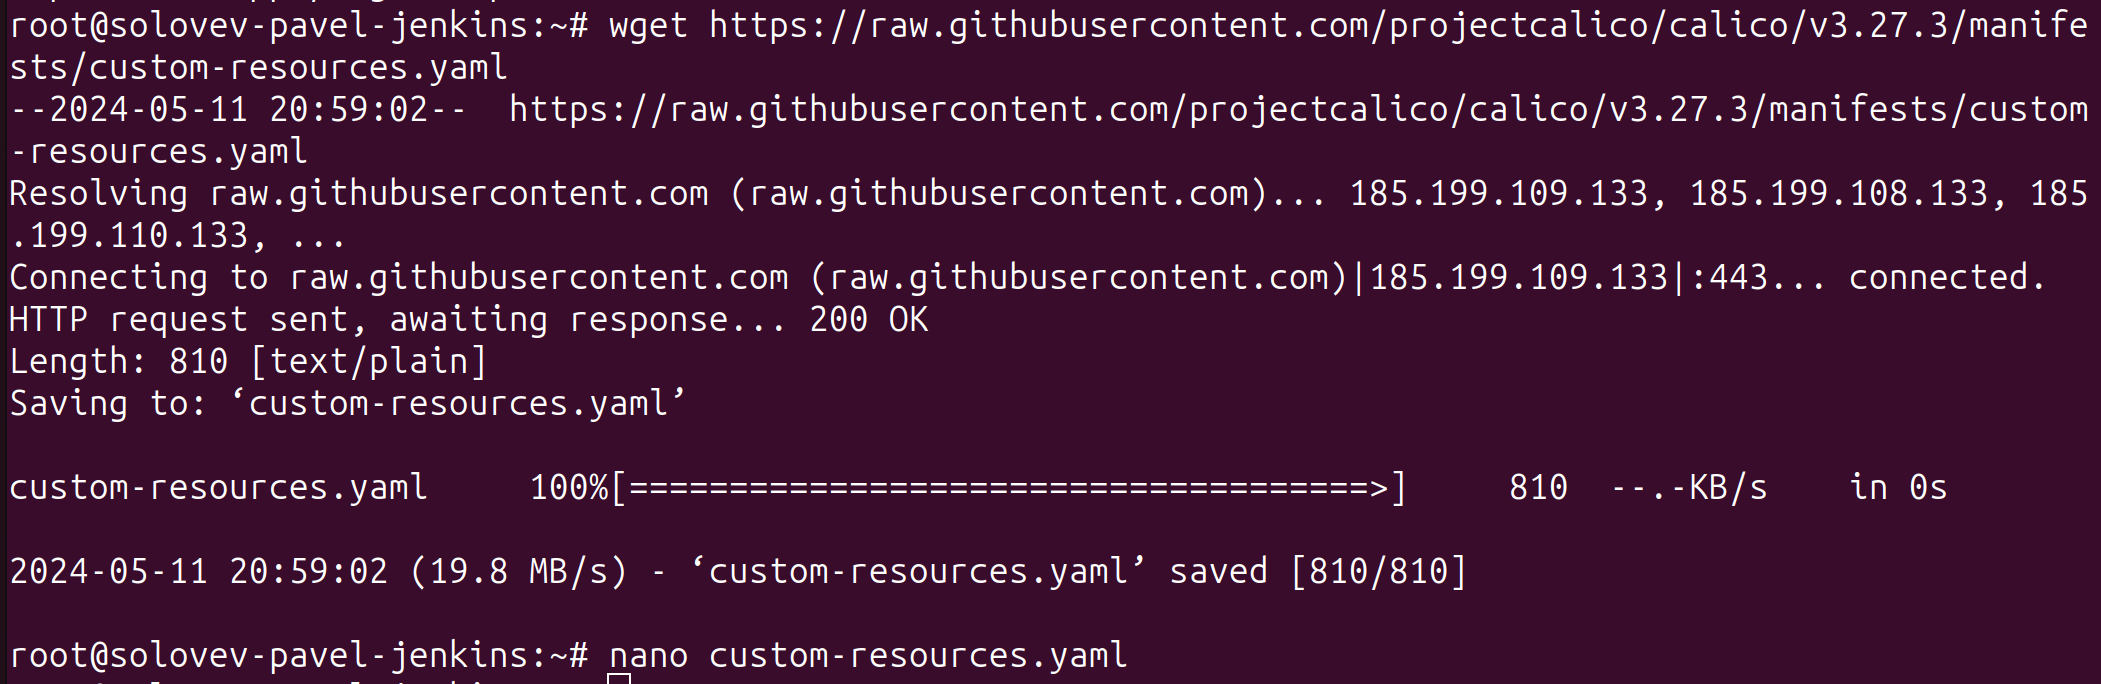 root@solovev-pavel-jenkins:~# wget https://raw.githubusercontent.com/projectcalico/calico/v3.27.3/manife
sts/custom-resources.yaml
--2024-05-11 20:59:02--  https://raw.githubusercontent.com/projectcalico/calico/v3.27.3/manifests/custom
-resources.yaml
Resolving raw.githubusercontent.com (raw.githubusercontent.com)... 185.199.109.133, 185.199.108.133, 185
.199.110.133, ...
Connecting to raw.githubusercontent.com (raw.githubusercontent.com)|185.199.109.133|:443... connected.
HTTP request sent, awaiting response... 200 OK
Length: 810 [text/plain]
Saving to: ‘custom-resources.yaml’
custom-resources.yaml     100%[=====================================>]     810  --.-KB/s    in 0s
2024-05-11 20:59:02 (19.8 MB/s) - ‘custom-resources.yaml’ saved [810/810]
root@solovev-pavel-jenkins:~# nano custom-resources.yaml